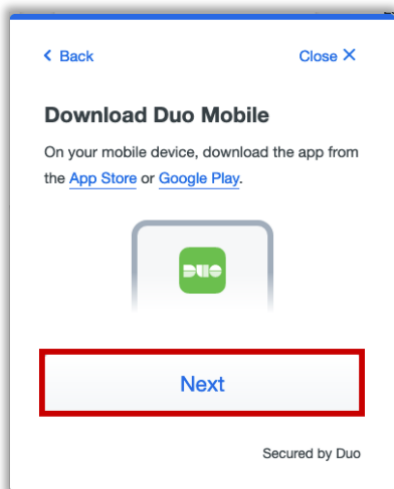 Back
Close
Download Duo Mobile
On your mobile device, download the app from
the App Store or Google Play.
DUO
Next
Secured by Duo